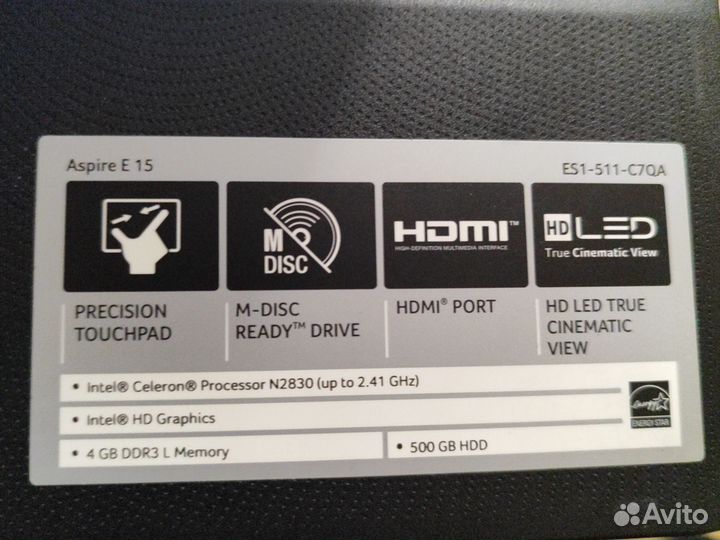 Aspire E 15
ES1-511-C7QA
M DISC
HDMI™
HIGH-DEFINITION MULTIMEDIA INTERFACE
HD LED
True Cinematic View
PRECISION
TOUCHPAD
M-DISC
READY™ DRIVE
HDMI® PORT
HD LED TRUE
CINEMATIC
VIEW
• Intel® Celeron® Processor N2830 (up to 2.41 GHz)
• Intel® HD Graphics
energy
ENERGY STAR
• 4 GB DDR3 L Memory
• 500 GB HDD
Avito